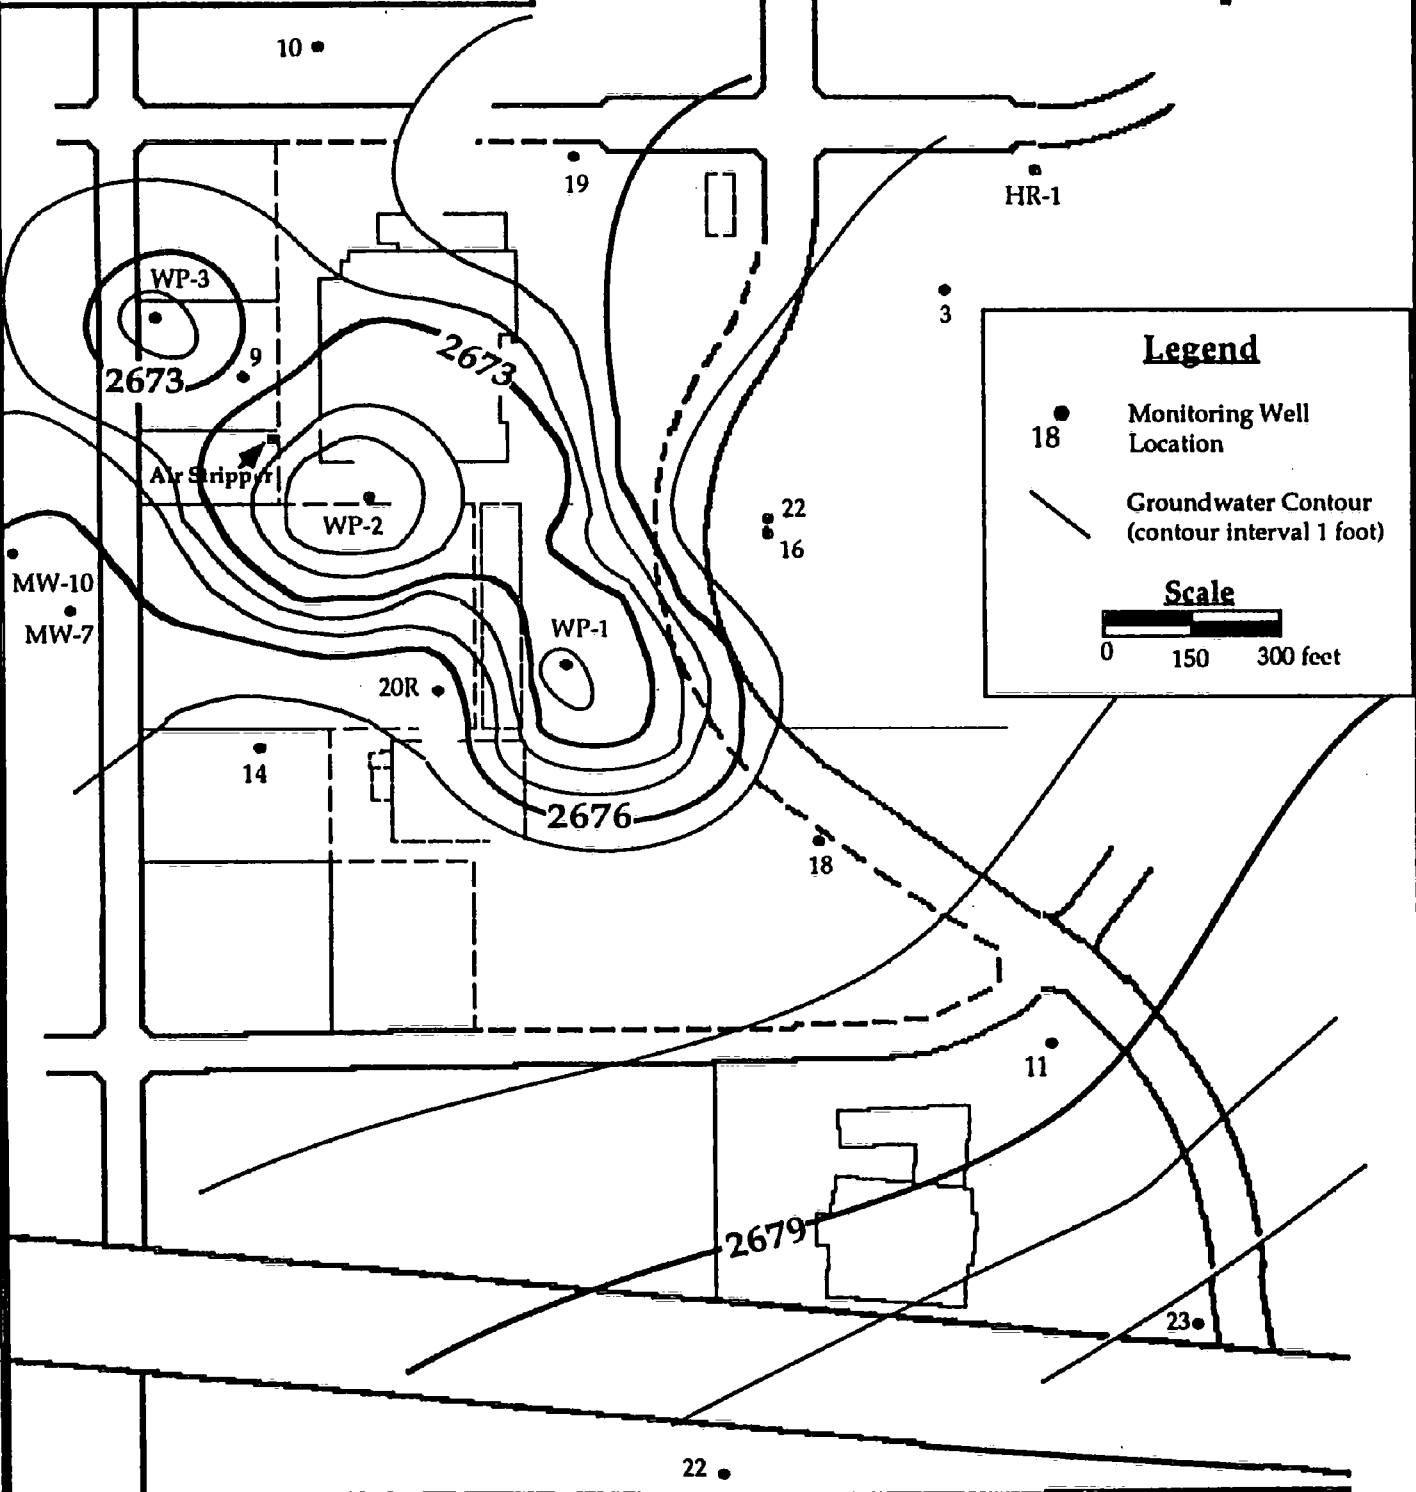 10
19
HR-1
WP-3
3
2673
9
2673
Legend
18
Monitoring Well
Location
Groundwater Contour
(contour interval 1 foot)
Scale
0 150 300 feet
Air Stripper
WP-2
22
16
MW-10
MW-7
WP-1
20R
14
2676
18
11
2679
23
22